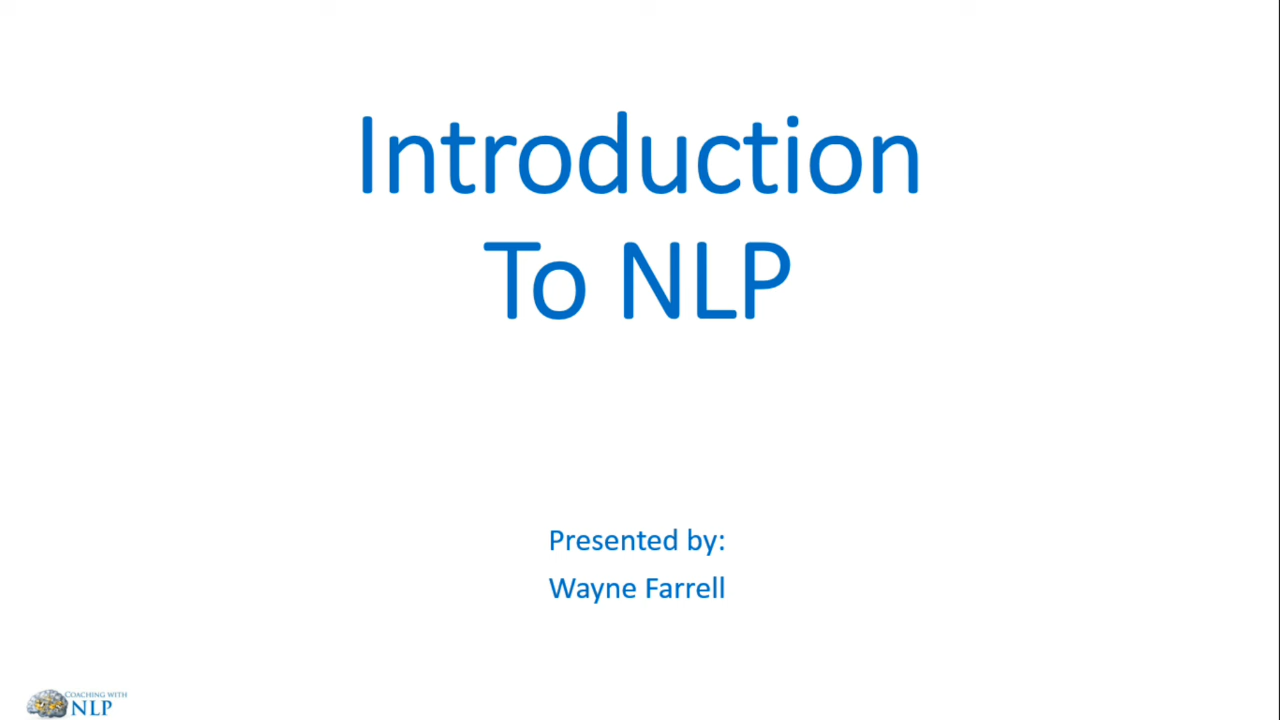 Introduction
To NLP
Presented by:
Wayne Farrell
COACHING WITH
NLP